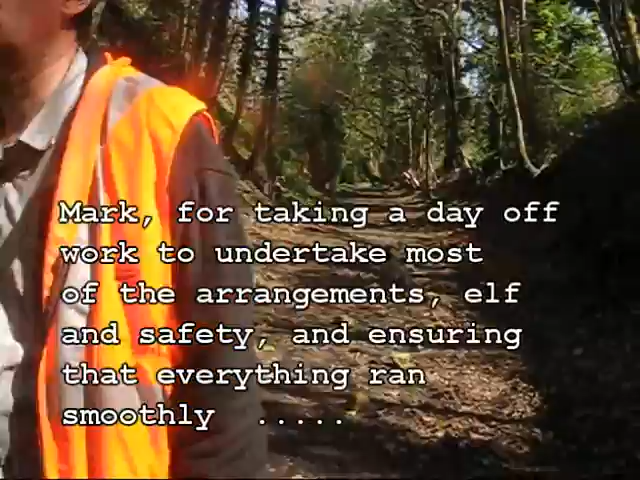 Mark, for taking a day off
work to undertake most
of the arrangements, elf
and safety, and ensuring
that everything ran
smoothly  .....